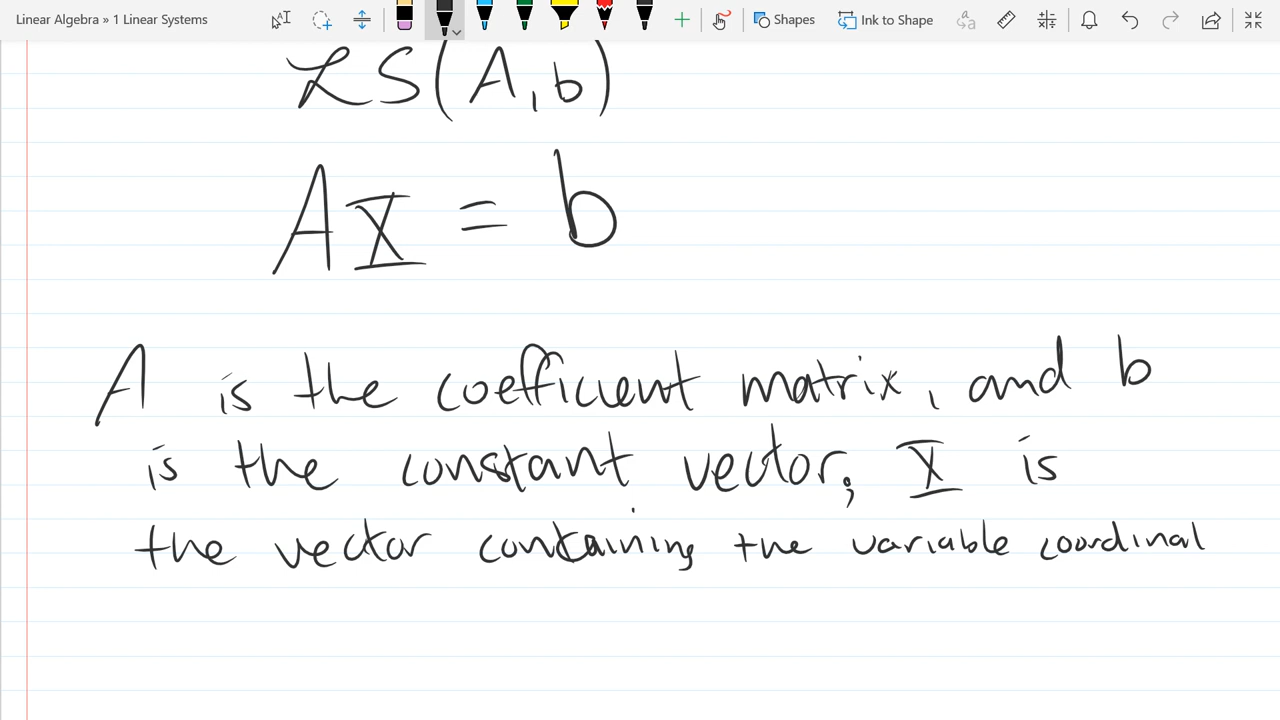 Linear Algebra » 1 Linear Systems
Shapes
Ink to Shape
LS(A, b)
AX = b
A is the coefficient matrix, and b
is the constant vector; X is
the vector containing the variable coordinal